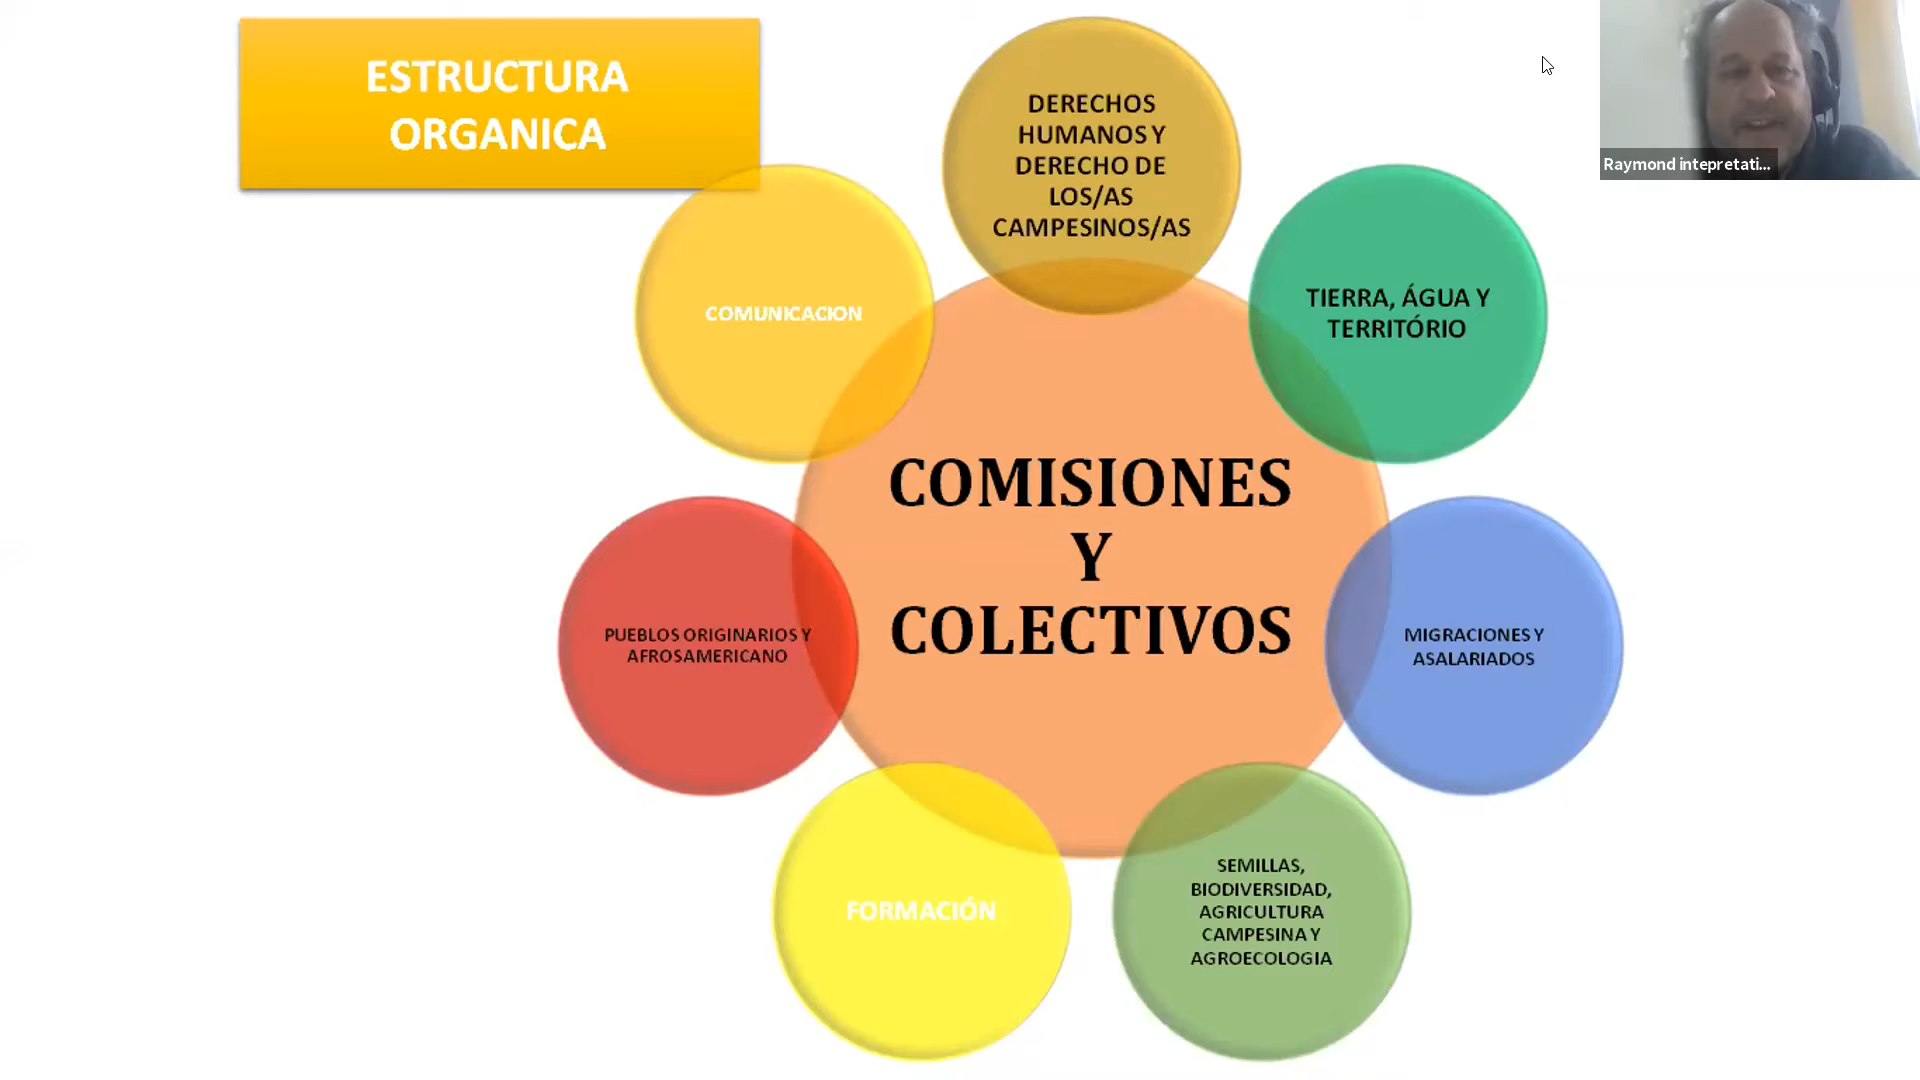 ESTRUCTURA
ORGANICA
DERECHOS
HUMANOS Y
DERECHO DE
LOS/AS
CAMPESINOS/AS
TIERRA, ÁGUA Y
TERRITÓRIO
MIGRACIONES Y
ASALARIADOS
SEMILLAS,
BIODIVERSIDAD,
AGRICULTURA
CAMPESINA Y
AGROECOLOGIA
FORMACIÓN
PUEBLOS ORIGINARIOS Y
AFROSAMERICANO
COMUNICACION
COMISIONES
Y
COLECTIVOS
Raymond intepretati...